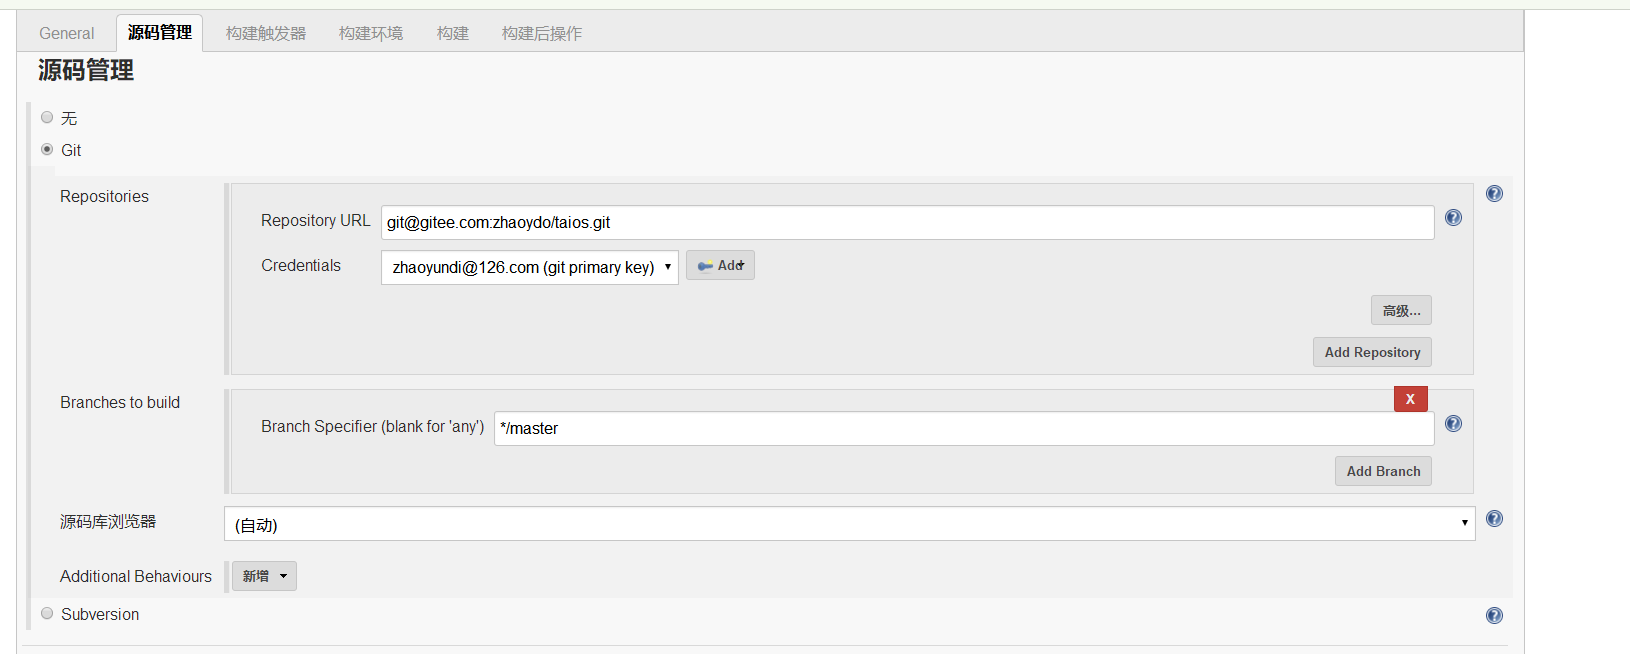 General 源码管理 构建触发器 构建环境 构建 构建后操作
源码管理
无
Git
Repositories
Repository URL git@gitee.com:zhaoydo/taios.git
Credentials zhaoyundi@126.com (git primary key) Add
高级...
Add Repository
Branches to build
X
Branch Specifier (blank for 'any') */master
Add Branch
源码库浏览器 (自动)
Additional Behaviours 新增
Subversion